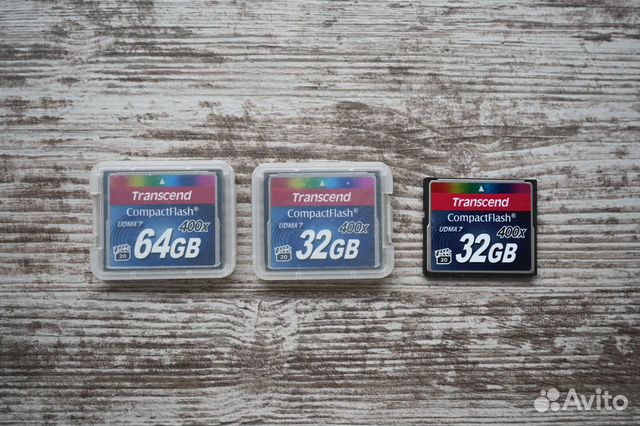 Transcend
CompactFlash®
UDMA 7 400x
64GB
20
Transcend
CompactFlash®
UDMA 7 400x
32GB
20
Transcend
CompactFlash®
UDMA 7 400x
32GB
20
Avito